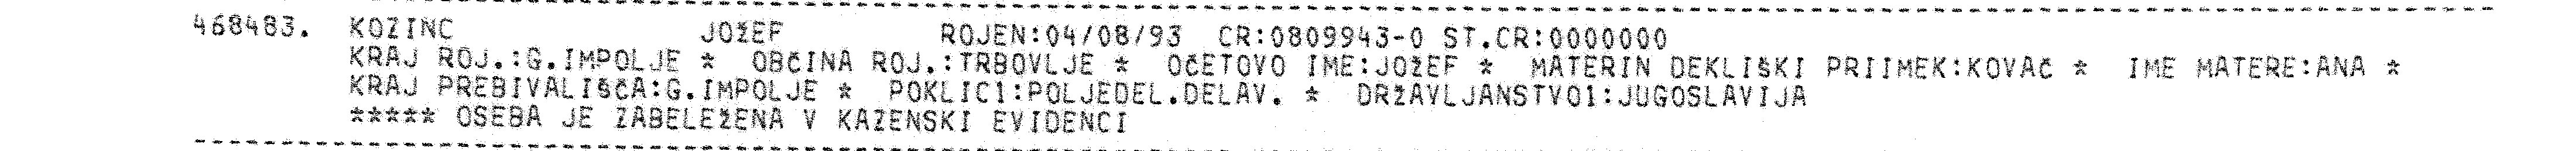 468483. KOZINC JOŽEF ROJEN:04/08/93 CR:0809943-0 ST.CR:0000000
KRAJ ROJ.:G.IMPOLJE * OBČINA ROJ.:TRBOVLJE * OČETOVO IME:JOŽEF * MATERIN DEKLIŠKI PRIIMEK:KOVAČ * IME MATERE:ANA *
KRAJ PREBIVALIŠČA:G.IMPOLJE * POKLIC1:POLJEDEL.DELAV. * DRŽAVLJANSTVO1:JUGOSLAVIJA
***** OSEBA JE ZABELEŽENA V KAZENSKI EVIDENCI